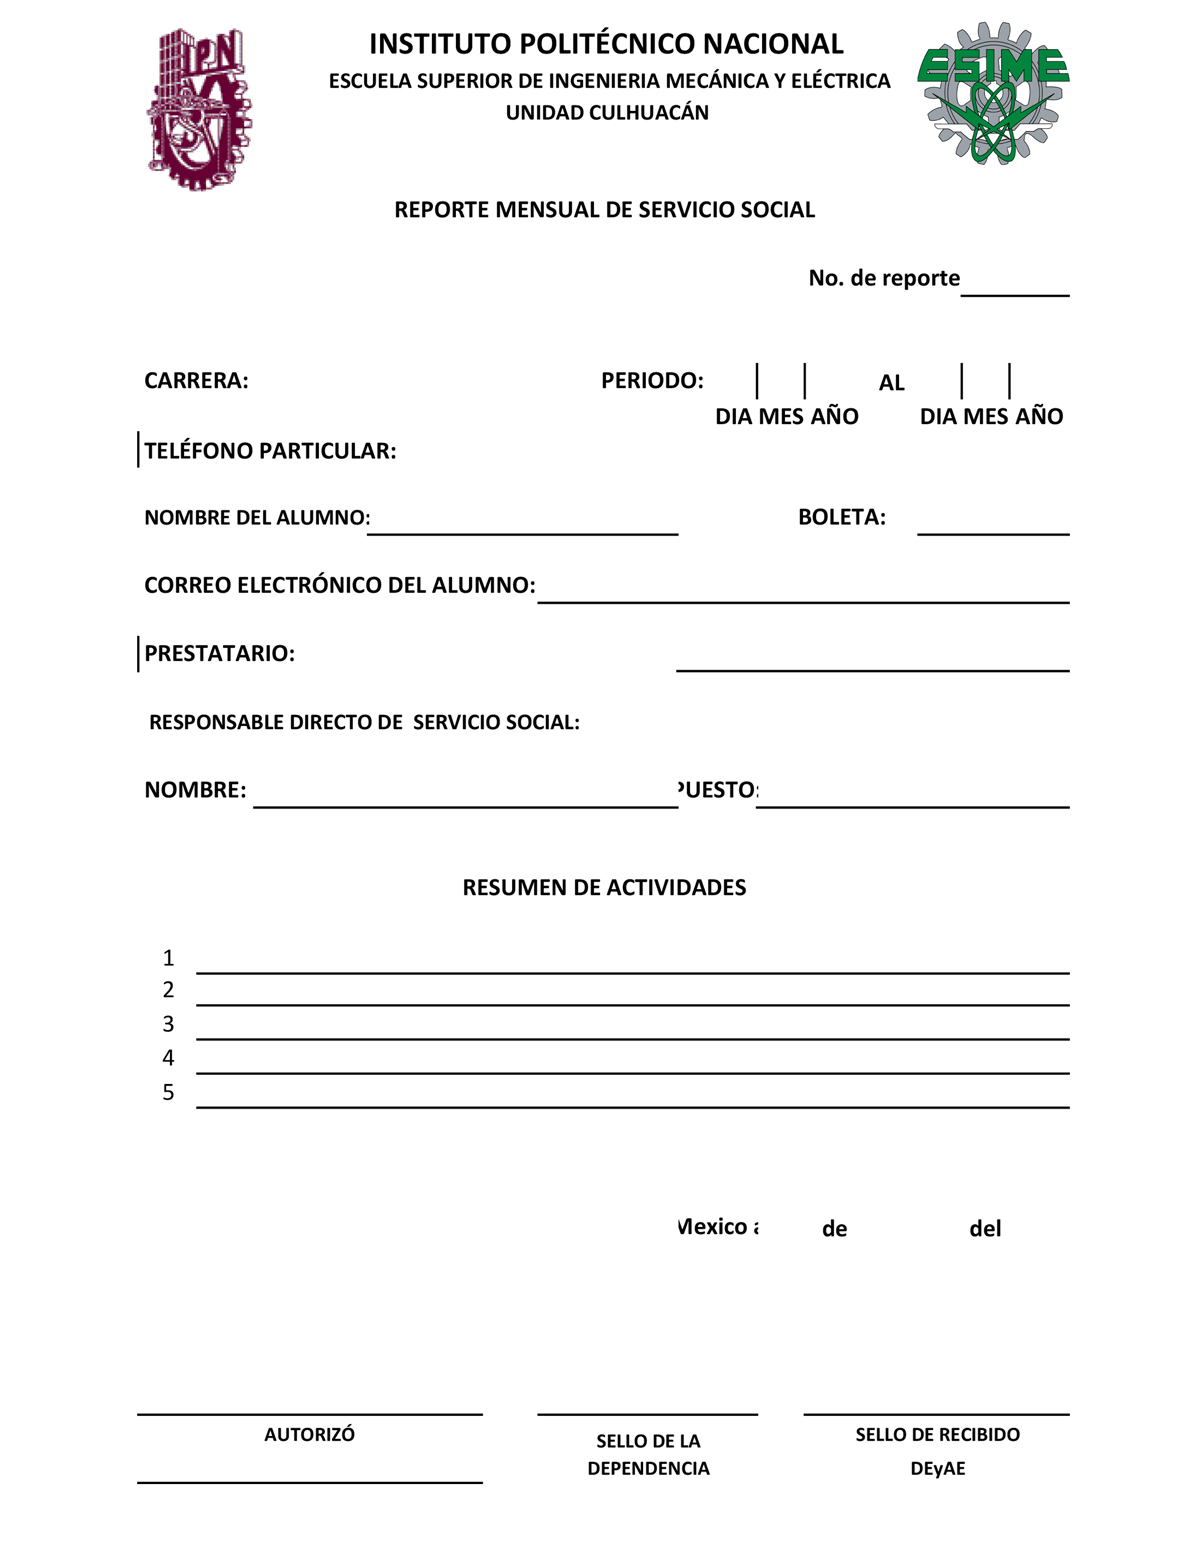 IPN
INSTITUTO POLITÉCNICO NACIONAL
ESIME
ESCUELA SUPERIOR DE INGENIERIA MECÁNICA Y ELÉCTRICA
UNIDAD CULHUACÁN
REPORTE MENSUAL DE SERVICIO SOCIAL
No. de reporte
CARRERA: PERIODO: AL
DIA MES AÑO DIA MES AÑO
TELÉFONO PARTICULAR:
NOMBRE DEL ALUMNO: BOLETA:
CORREO ELECTRÓNICO DEL ALUMNO:
PRESTATARIO:
RESPONSABLE DIRECTO DE SERVICIO SOCIAL:
NOMBRE: PUESTO:
RESUMEN DE ACTIVIDADES
1
2
3
4
5
Mexico a de del
AUTORIZÓ SELLO DE LA SELLO DE RECIBIDO
DEPENDENCIA DEyAE